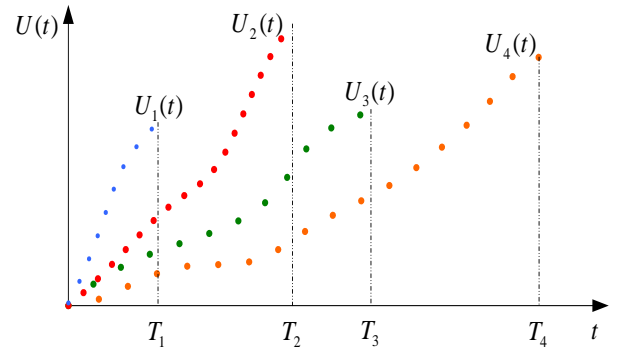 U(t)
U₁(t)
U₂(t)
U₃(t)
U₄(t)
T₁ T₂ T₃ T₄ t